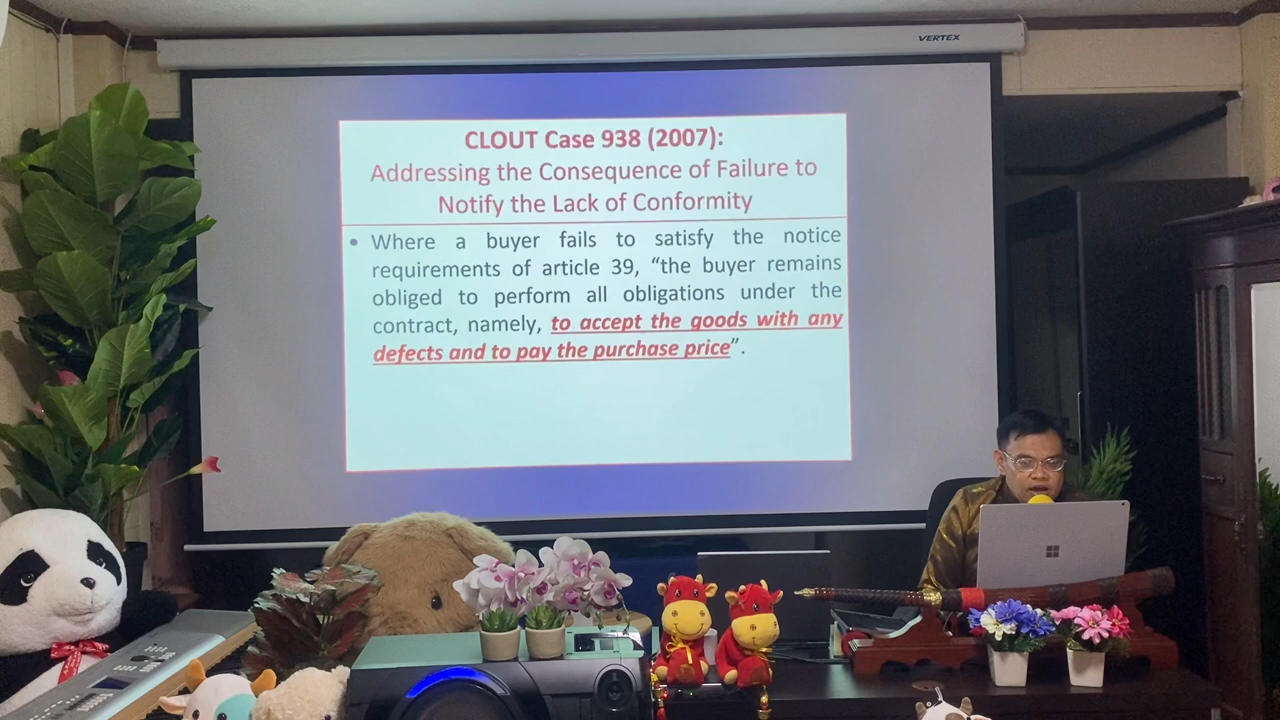 VERTEX
CLOUT Case 938 (2007):
Addressing the Consequence of Failure to
Notify the Lack of Conformity
• Where a buyer fails to satisfy the notice
requirements of article 39, “the buyer remains
obliged to perform all obligations under the
contract, namely, to accept the goods with any
defects and to pay the purchase price”.